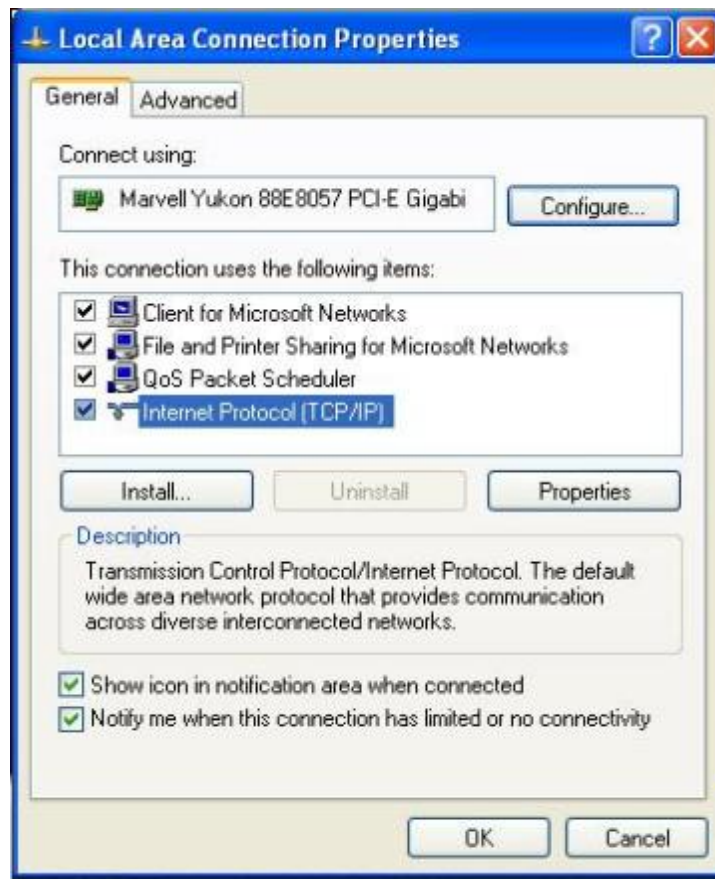 Local Area Connection Properties
General
Advanced
Connect using:
Marvell Yukon 88E8057 PCI-E Gigabi
Configure...
This connection uses the following items:
Client for Microsoft Networks
File and Printer Sharing for Microsoft Networks
QoS Packet Scheduler
Internet Protocol (TCP/IP)
Install...
Uninstall
Properties
Description
Transmission Control Protocol/Internet Protocol. The default
wide area network protocol that provides communication
across diverse interconnected networks.
Show icon in notification area when connected
Notify me when this connection has limited or no connectivity
OK
Cancel